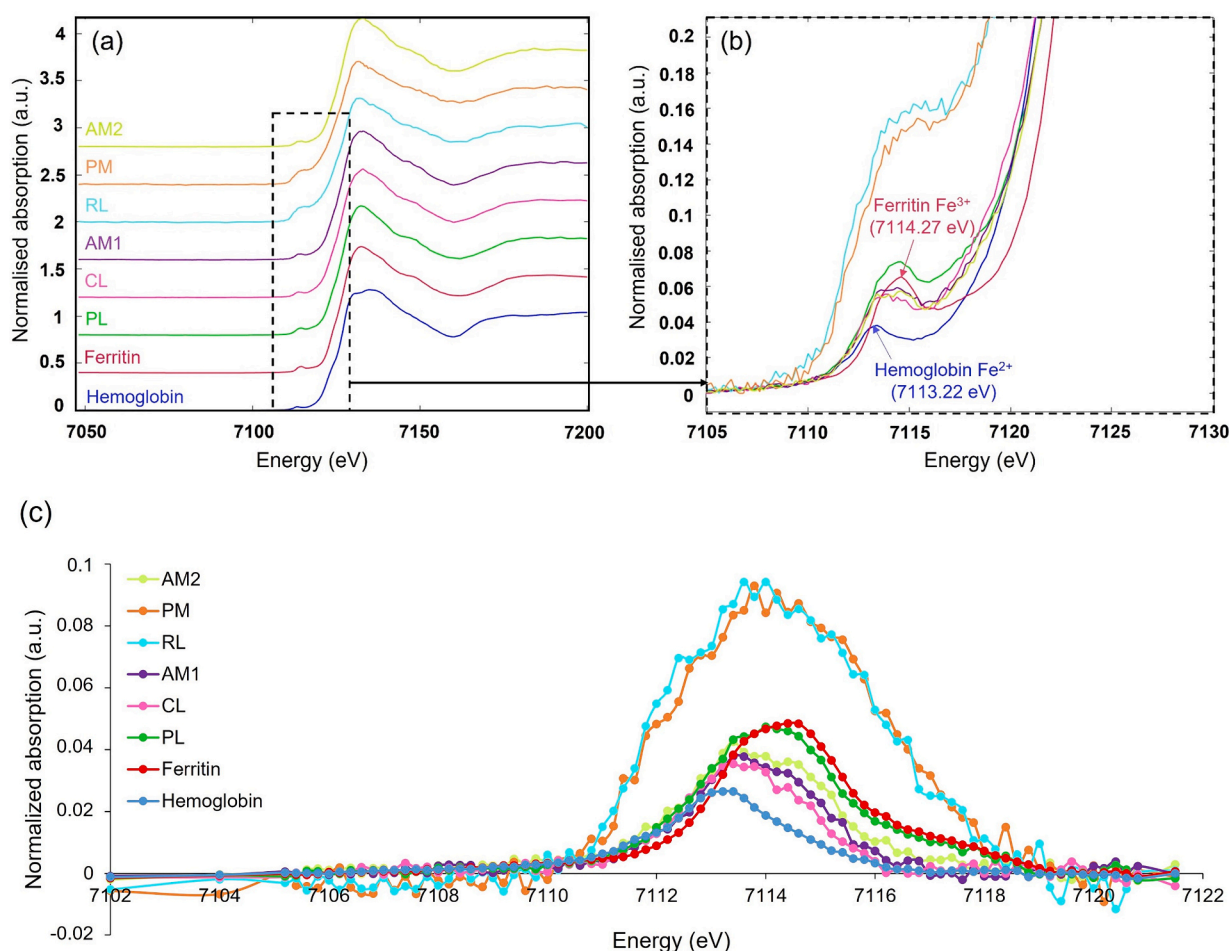 (a)
Normalised absorption (a.u.)
4
3.5
3
2.5
2
1.5
1
0.5
0
AM2
PM
RL
AM1
CL
PL
Ferritin
Hemoglobin
7050 7100 7150 7200
Energy (eV)
(b)
Normalised absorption (a.u.)
0.2
0.18
0.16
0.14
0.12
0.1
0.08
0.06
0.04
0.02
0
Ferritin Fe³⁺
(7114.27 eV)
Hemoglobin Fe²⁺
(7113.22 eV)
7105 7110 7115 7120 7125 7130
Energy (eV)
(c)
Normalized absorption (a.u.)
0.1
0.08
0.06
0.04
0.02
0
-0.02
AM2
PM
RL
AM1
CL
PL
Ferritin
Hemoglobin
7102 7104 7106 7108 7110 7112 7114 7116 7118 7120 7122
Energy (eV)